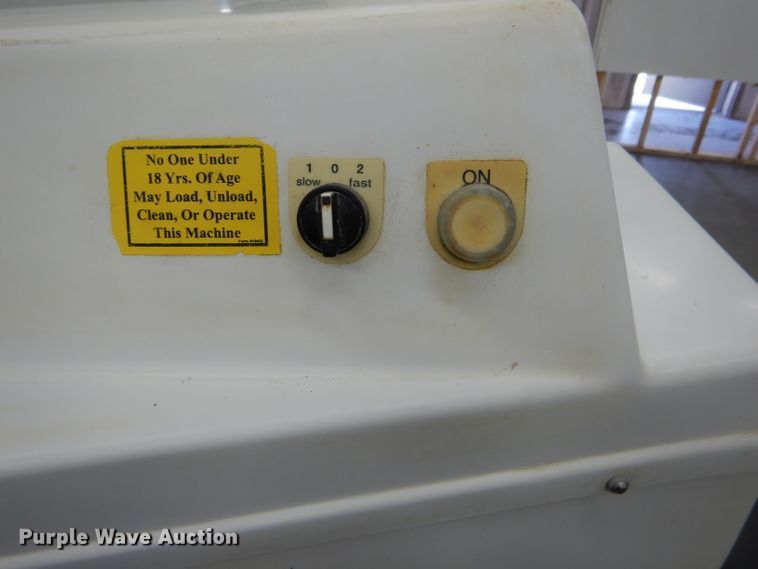 No One Under
18 Yrs. Of Age
May Load, Unload,
Clean, Or Operate
This Machine
1 0 2
slow fast
ON
Purple Wave Auction